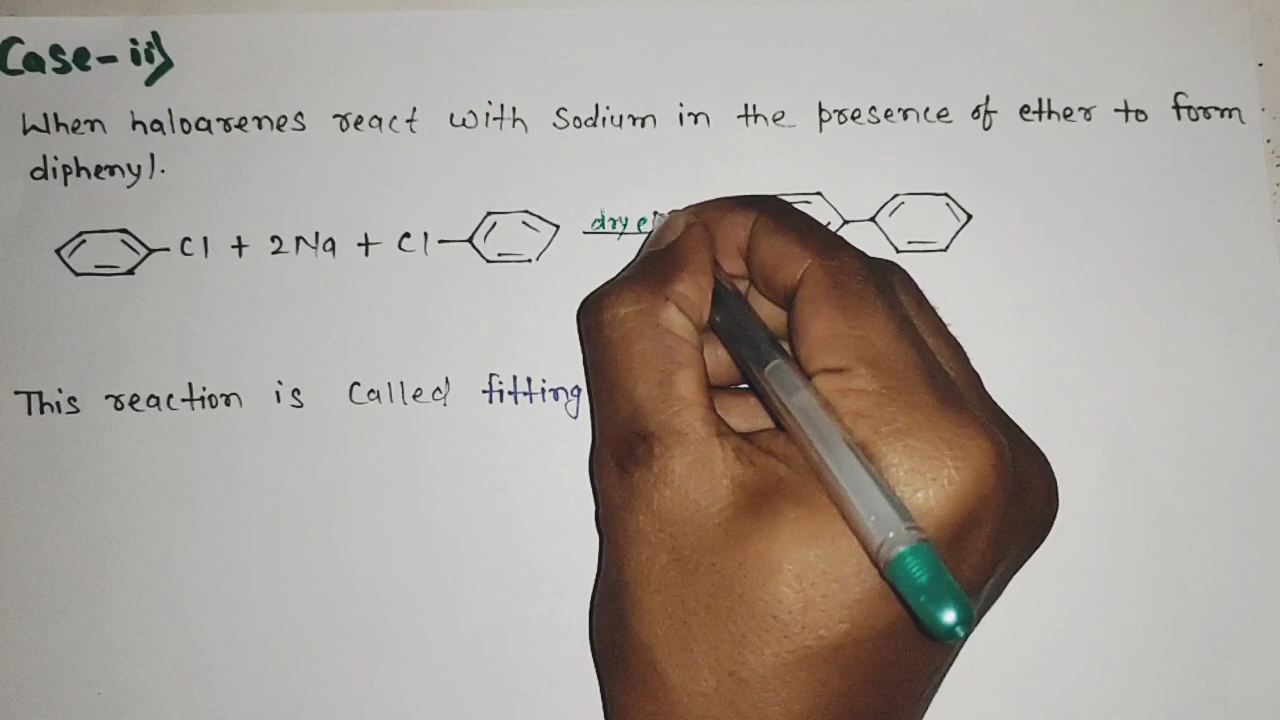 Case-ii)
When haloarenes react with Sodium in the presence of ether to form
diphenyl.
Cl + 2Na + Cl dry
This reaction is Called fitting